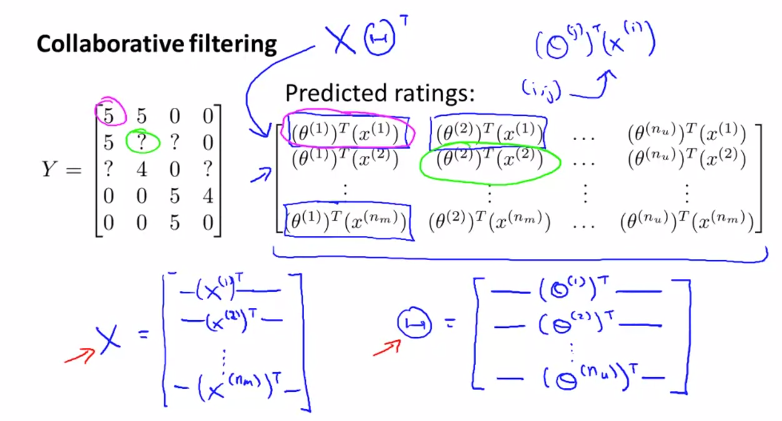 Collaborative filtering
X Θᵀ
(Θ⁽ʲ⁾)ᵀ(x⁽ⁱ⁾)
(i,j)
Predicted ratings:
Y = [5 5 0 0
5 ? ? 0
? 4 0 ?
0 0 5 4
0 0 5 0]
[(θ⁽¹⁾)ᵀ(x⁽¹⁾) (θ⁽²⁾)ᵀ(x⁽¹⁾) … (θ^(n_u))ᵀ(x⁽¹⁾)
(θ⁽¹⁾)ᵀ(x⁽²⁾) (θ⁽²⁾)ᵀ(x⁽²⁾) … (θ^(n_u))ᵀ(x⁽²⁾)
⋮ ⋮ ⋮ ⋮
(θ⁽¹⁾)ᵀ(x^(n_m)) (θ⁽²⁾)ᵀ(x^(n_m)) … (θ^(n_u))ᵀ(x^(n_m))]
X = [—(x⁽¹⁾)ᵀ—
—(x⁽²⁾)ᵀ—
⋮
—(x^(n_m))ᵀ—]
Θ = [—(Θ⁽¹⁾)ᵀ—
—(Θ⁽²⁾)ᵀ—
⋮
—(Θ^(n_u))ᵀ—]